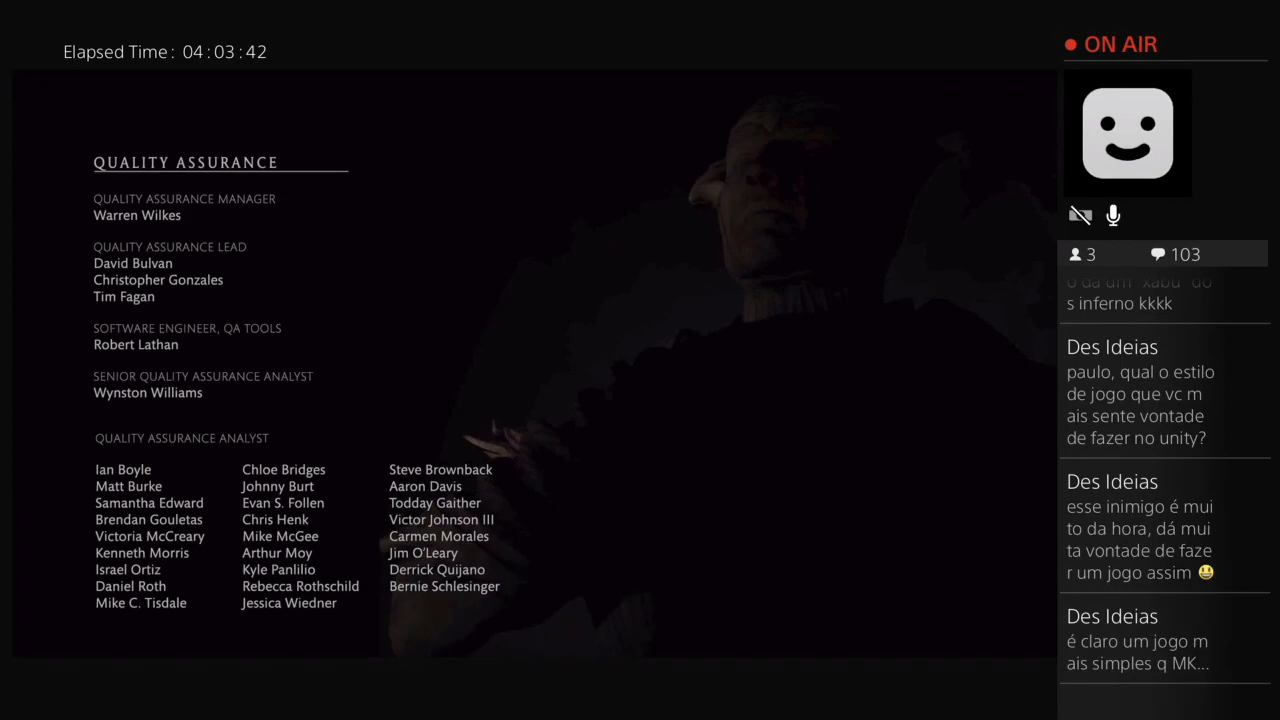 Elapsed Time: 04:03:42
QUALITY ASSURANCE
QUALITY ASSURANCE MANAGER
Warren Wilkes
QUALITY ASSURANCE LEAD
David Bulvan
Christopher Gonzales
Tim Fagan
SOFTWARE ENGINEER, QA TOOLS
Robert Lathan
SENIOR QUALITY ASSURANCE ANALYST
Wynston Williams
QUALITY ASSURANCE ANALYST
Ian Boyle
Matt Burke
Samantha Edward
Brendan Gouletas
Victoria McCreary
Kenneth Morris
Israel Ortiz
Daniel Roth
Mike C. Tisdale
Chloe Bridges
Johnny Burt
Evan S. Follen
Chris Henk
Mike McGee
Arthur Moy
Kyle Panlilio
Rebecca Rothschild
Jessica Wiedner
Steve Brownback
Aaron Davis
Todday Gaither
Victor Johnson III
Carmen Morales
Jim O'Leary
Derrick Quijano
Bernie Schlesinger
ON AIR
3 103
s inferno kkkk
Des Ideias
paulo, qual o estilo
de jogo que vc m
ais sente vontade
de fazer no unity?
Des Ideias
esse inimigo é mui
to da hora, dá mui
ta vontade de faze
r um jogo assim 😃
Des Ideias
é claro um jogo m
ais simples q MK...